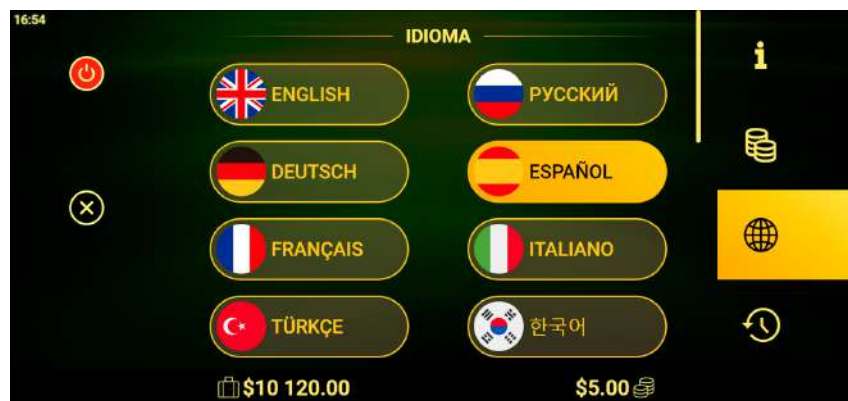 16:54
IDIOMA
ENGLISH
РУССКИЙ
DEUTSCH
ESPAÑOL
FRANÇAIS
ITALIANO
TÜRKÇE
한국어
$10 120.00
$5.00